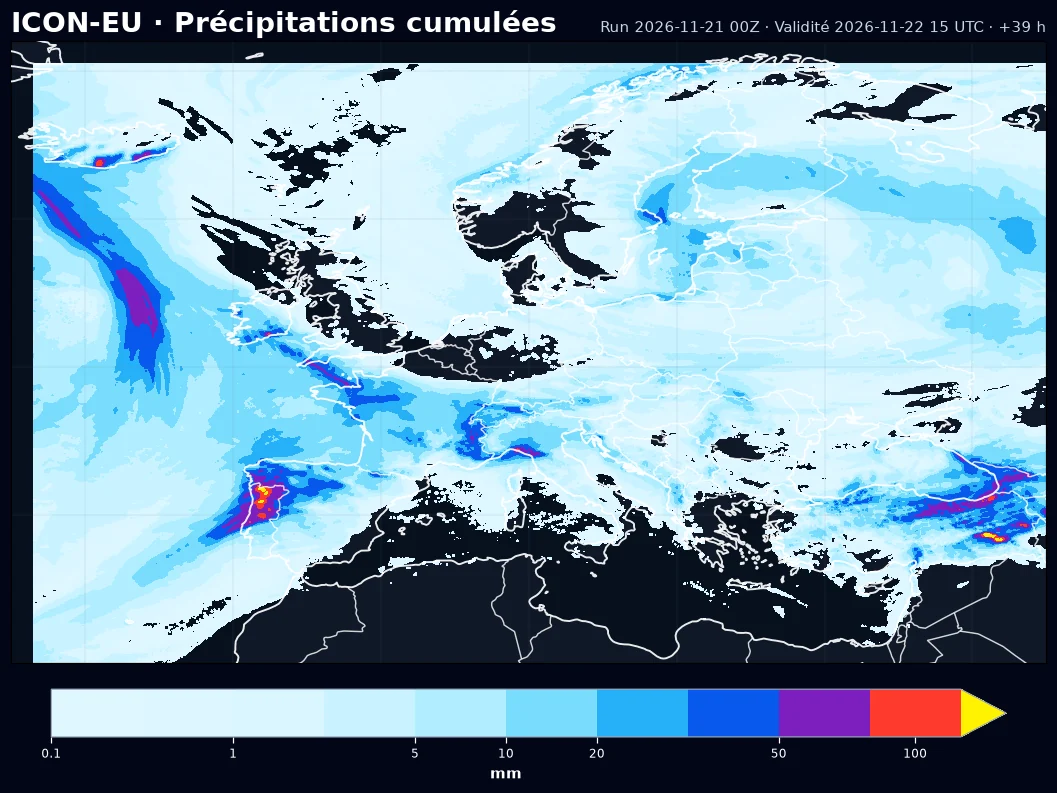 ICON-EU · Précipitations cumulées
Run 2026-11-21 00Z · Validité 2026-11-22 15 UTC · +39 h
0.1 1 5 10 20 50 100
mm